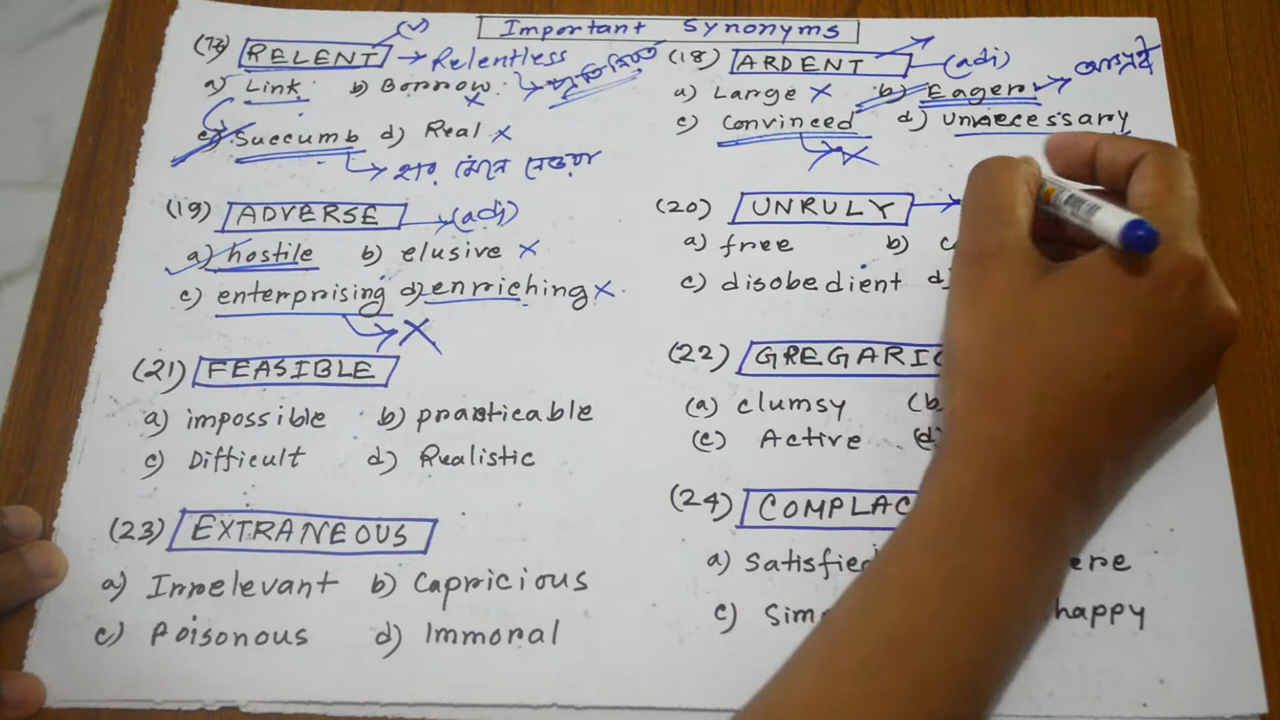 Important Synonyms
(17) RELENT (v) → Relentless
a) Link b) Borrow
c) Succumb d) Real
হার মেনে নেওয়া
(18) ARDENT (adj)
a) Large b) Eager
c) Convinced d) Unnecessary
(19) ADVERSE (adj)
a) hostile b) elusive
c) enterprising d) enriching
(20) UNRULY
a) free b)
c) disobedient d)
(21) FEASIBLE
a) impossible b) practicable
c) Difficult d) Realistic
(22) GREGARIO
(a) clumsy (b)
(c) Active (d)
(23) EXTRANEOUS
a) Irrelevant b) Capricious
c) Poisonous d) Immoral
(24) COMPLAC
a) Satisfied
c) happy